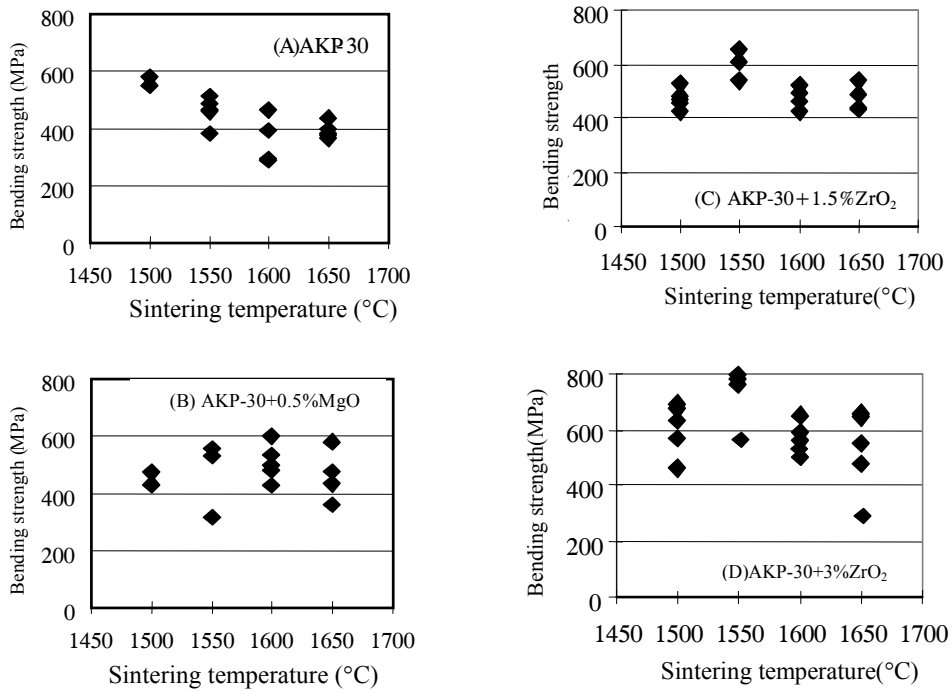 800
600
400
200
0
Bending strength (MPa)
(A)AKP-30
1450 1500 1550 1600 1650 1700
Sintering temperature (°C)
800
600
400
200
0
Bending strength
(C) AKP-30+1.5%ZrO₂
1450 1500 1550 1600 1650 1700
Sintering temperature(°C)
800
600
400
200
0
Bending strength (MPa)
(B) AKP-30+0.5%MgO
1450 1500 1550 1600 1650 1700
Sintering temperature (°C)
800
600
400
200
0
Bending strength(MPa)
(D)AKP-30+3%ZrO₂
1450 1500 1550 1600 1650 1700
Sintering temperature(°C)